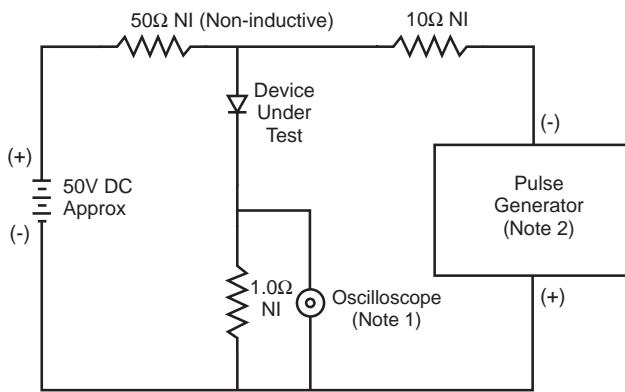 50Ω NI (Non-inductive)
10Ω NI
Device
Under
Test
(+)
50V DC
Approx
(-)
1.0Ω
NI
Oscilloscope
(Note 1)
(-)
Pulse
Generator
(Note 2)
(+)